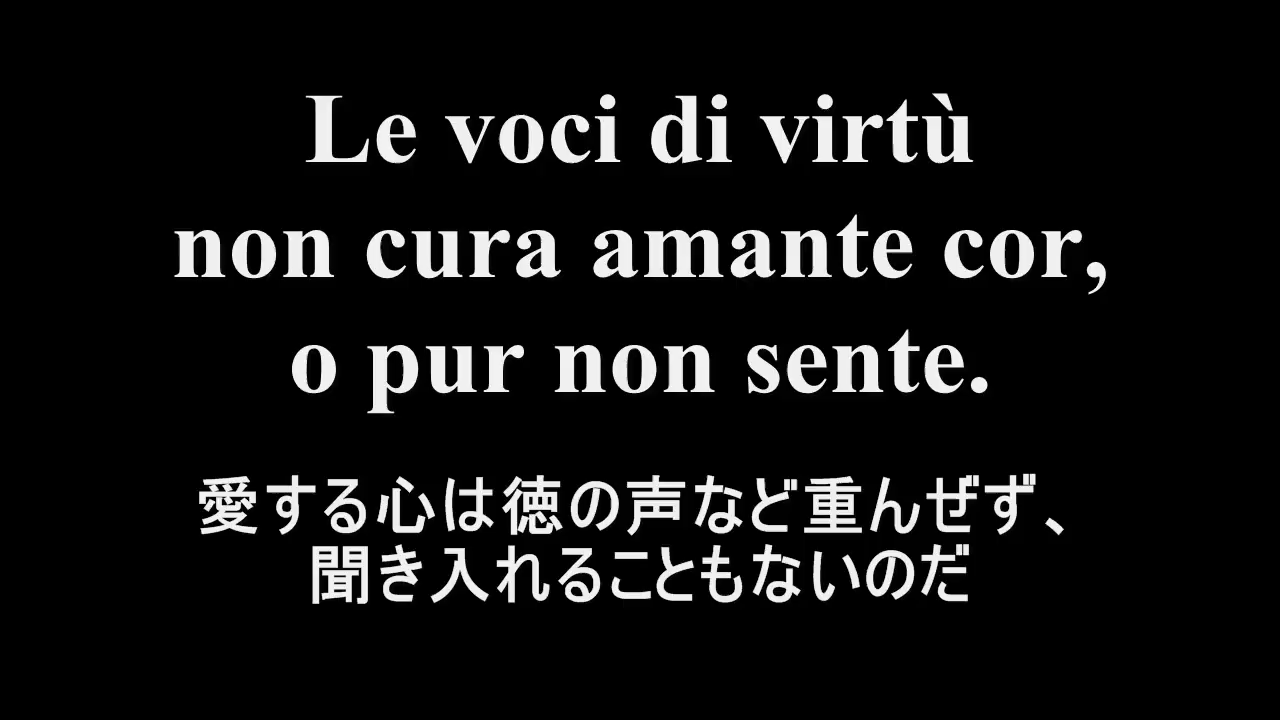 Le voci di virtù
non cura amante cor,
o pur non sente.
愛する心は徳の声など重んぜず、
聞き入れることもないのだ